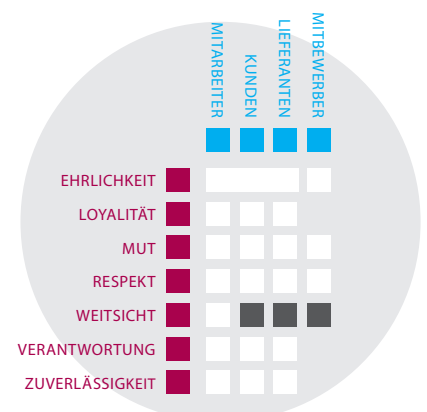 MITARBEITER
KUNDEN
LIEFERANTEN
MITBEWERBER
EHRLICHKEIT
LOYALITÄT
MUT
RESPEKT
WEITSICHT
VERANTWORTUNG
ZUVERLÄSSIGKEIT